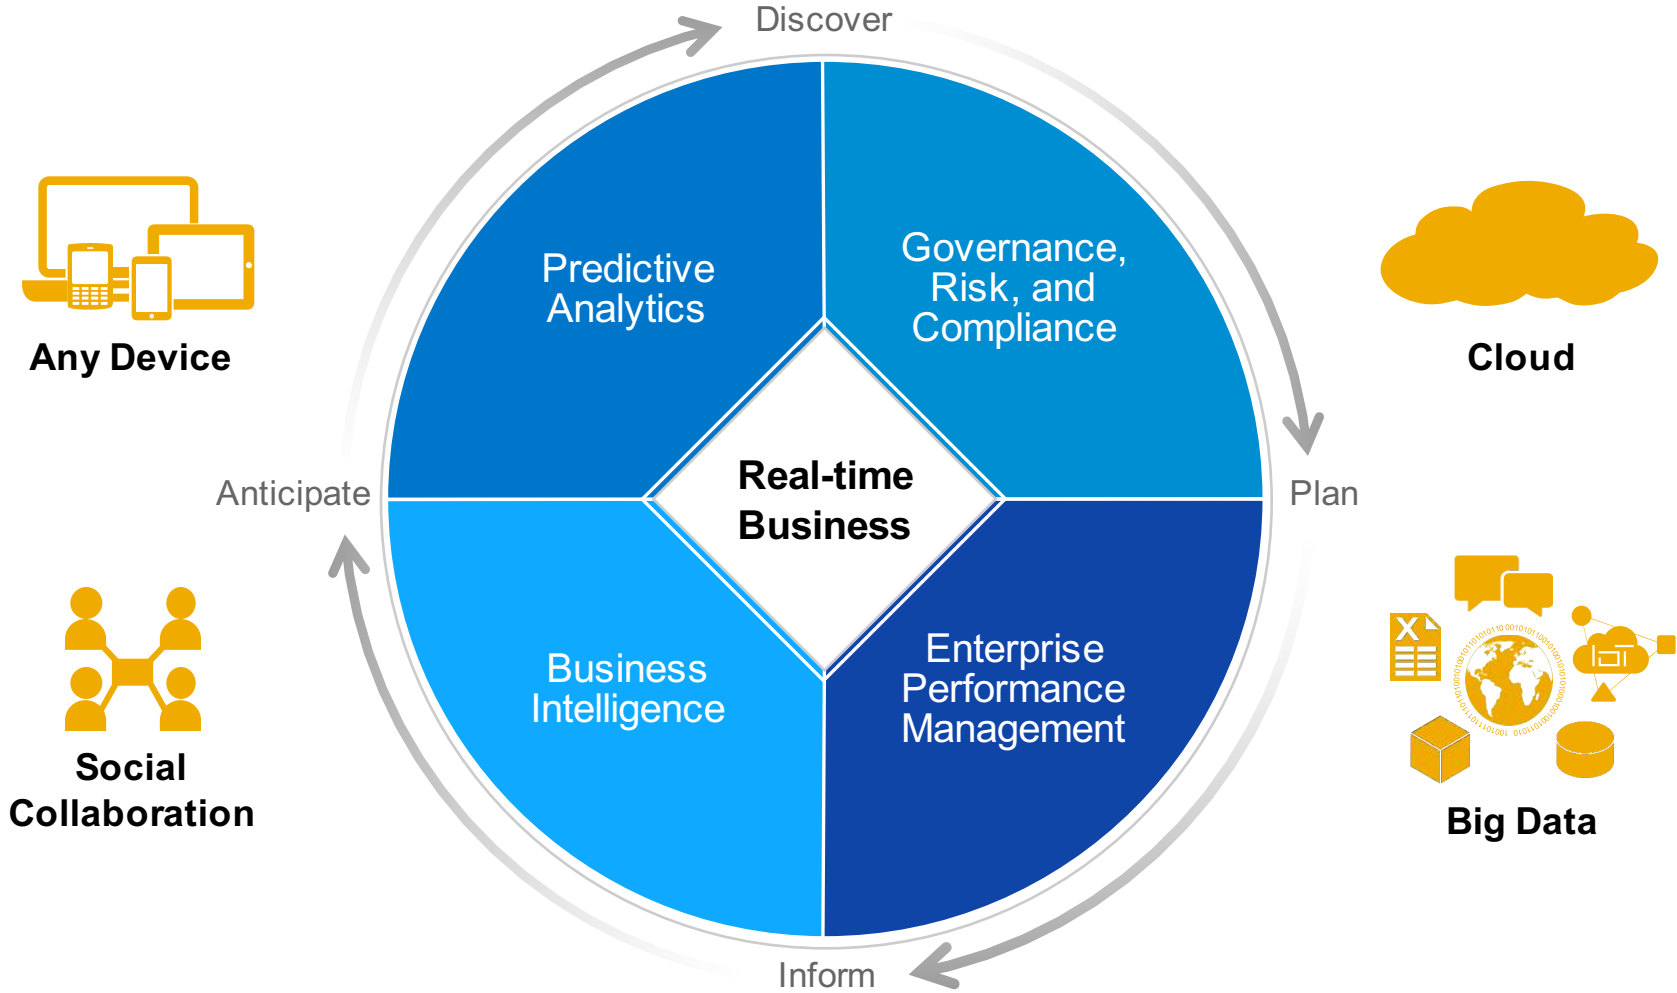 Discover
Predictive
Analytics
Governance,
Risk, and
Compliance
Any Device
Cloud
Real-time
Business
Anticipate
Plan
X
Business
Intelligence
Enterprise
Performance
Management
Social
Collaboration
Big Data
Inform